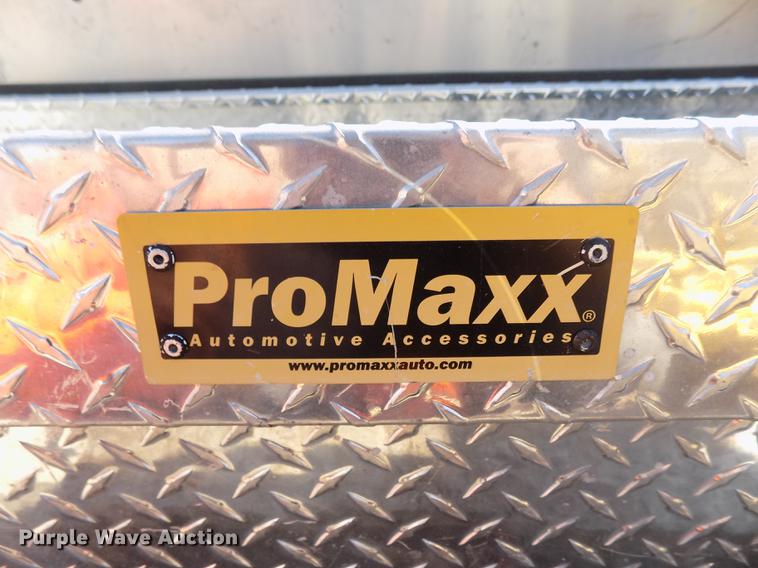 ProMaxx®
Automotive Accessories
www.promaxxauto.com
Purple Wave Auction